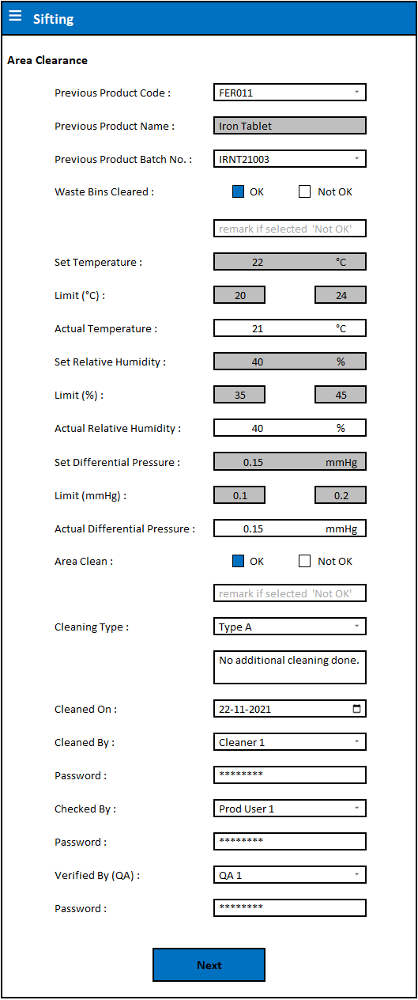 Sifting
Area Clearance
Previous Product Code : FER011
Previous Product Name : Iron Tablet
Previous Product Batch No. : IRNT21003
Waste Bins Cleared : OK Not OK
remark if selected 'Not OK'
Set Temperature : 22 °C
Limit (°C) : 20 24
Actual Temperature : 21 °C
Set Relative Humidity : 40 %
Limit (%) : 35 45
Actual Relative Humidity : 40 %
Set Differential Pressure : 0.15 mmHg
Limit (mmHg) : 0.1 0.2
Actual Differential Pressure : 0.15 mmHg
Area Clean : OK Not OK
remark if selected 'Not OK'
Cleaning Type : Type A
No additional cleaning done.
Cleaned On : 22-11-2021
Cleaned By : Cleaner 1
Password : ********
Checked By : Prod User 1
Password : ********
Verified By (QA) : QA 1
Password : ********
Next